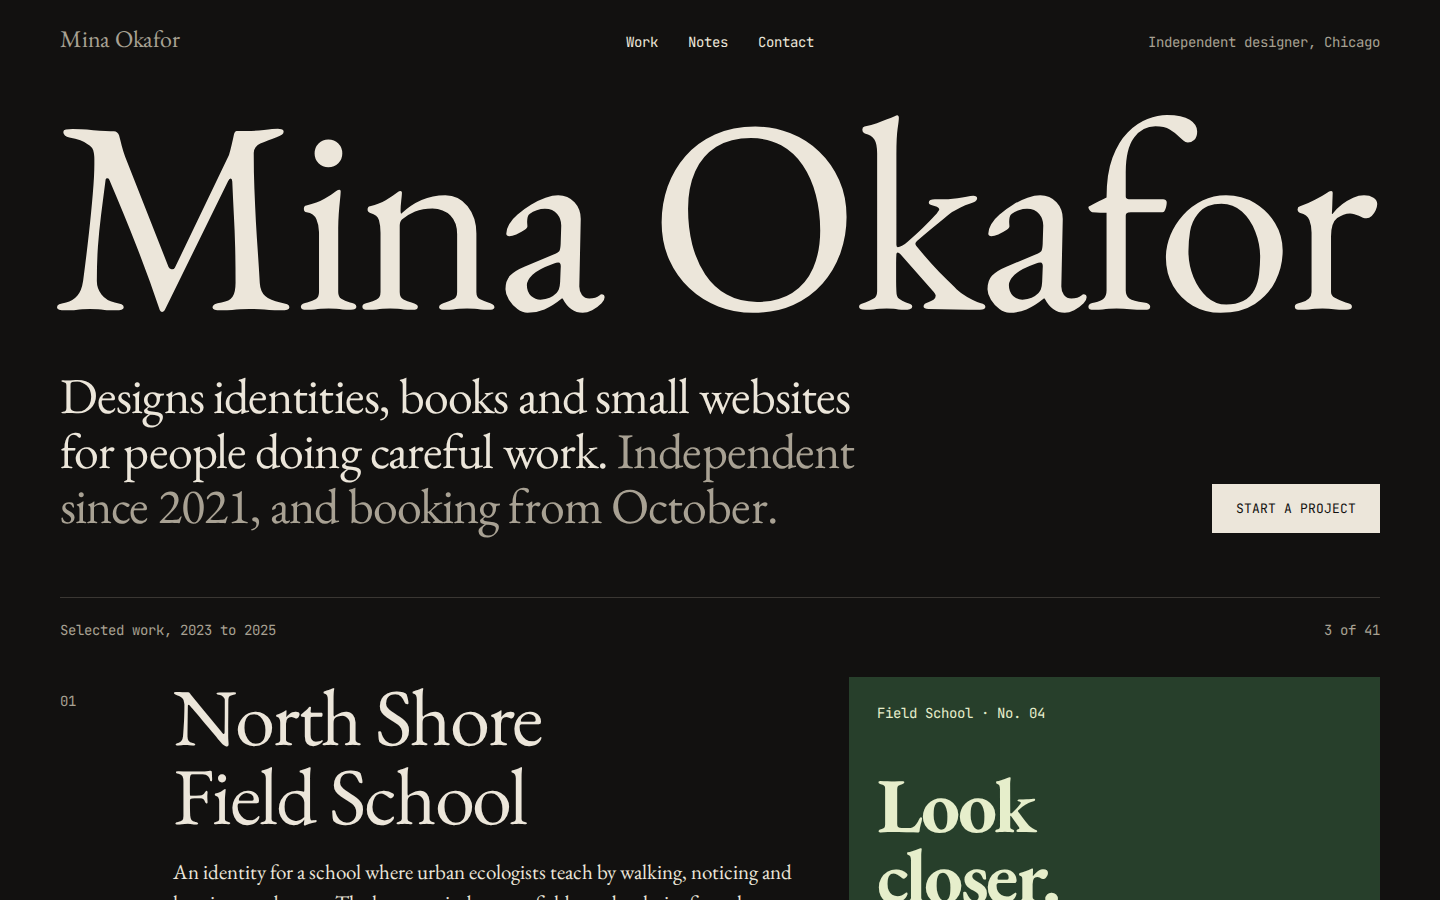 Mina Okafor
Work Notes Contact
Independent designer, Chicago
Mina Okafor
Designs identities, books and small websites
for people doing careful work. Independent
since 2021, and booking from October.
START A PROJECT
Selected work, 2023 to 2025
3 of 41
01
North Shore
Field School
An identity for a school where urban ecologists teach by walking, noticing and
Field School · No. 04
Look
closer.